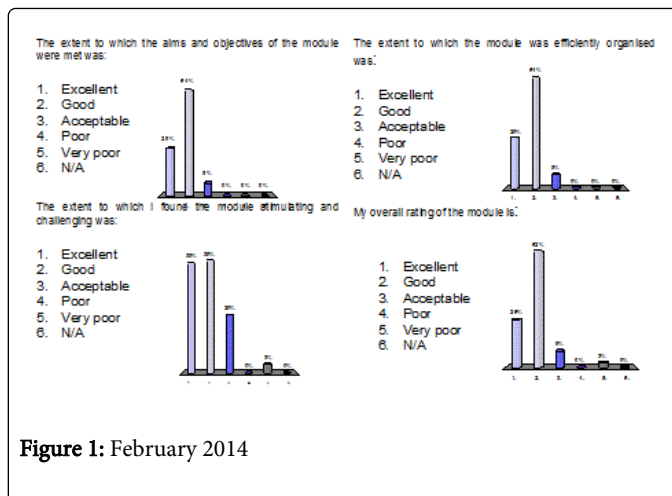 The extent to which the aims and objectives of the module
were met was:
1. Excellent
2. Good
3. Acceptable
4. Poor
5. Very poor
6. N/A
The extent to which the module was efficiently organised
was:
1. Excellent
2. Good
3. Acceptable
4. Poor
5. Very poor
6. N/A
The extent to which I found the module stimulating and
challenging was:
1. Excellent
2. Good
3. Acceptable
4. Poor
5. Very poor
6. N/A
My overall rating of the module is:
1. Excellent
2. Good
3. Acceptable
4. Poor
5. Very poor
6. N/A
Figure 1: February 2014